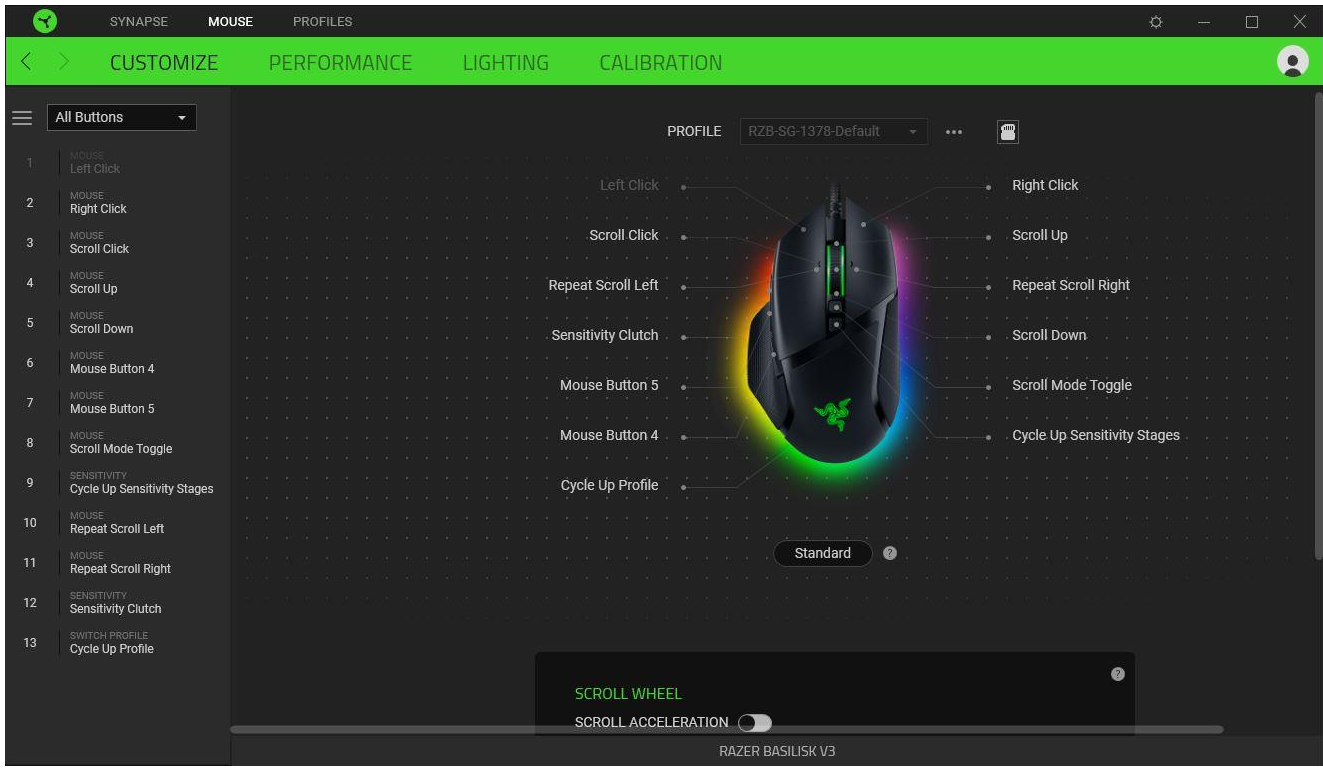 SYNAPSE MOUSE PROFILES
CUSTOMIZE PERFORMANCE LIGHTING CALIBRATION
All Buttons
1 MOUSE
Left Click
2 MOUSE
Right Click
3 MOUSE
Scroll Click
4 MOUSE
Scroll Up
5 MOUSE
Scroll Down
6 MOUSE
Mouse Button 4
7 MOUSE
Mouse Button 5
8 MOUSE
Scroll Mode Toggle
9 SENSITIVITY
Cycle Up Sensitivity Stages
10 MOUSE
Repeat Scroll Left
11 MOUSE
Repeat Scroll Right
12 SENSITIVITY
Sensitivity Clutch
13 SWITCH PROFILE
Cycle Up Profile
PROFILE RZB-SG-1378-Default
Left Click Right Click
Scroll Click Scroll Up
Repeat Scroll Left Repeat Scroll Right
Sensitivity Clutch Scroll Down
Mouse Button 5 Scroll Mode Toggle
Mouse Button 4 Cycle Up Sensitivity Stages
Cycle Up Profile
Standard ?
?
SCROLL WHEEL
SCROLL ACCELERATION
RAZER BASILISK V3